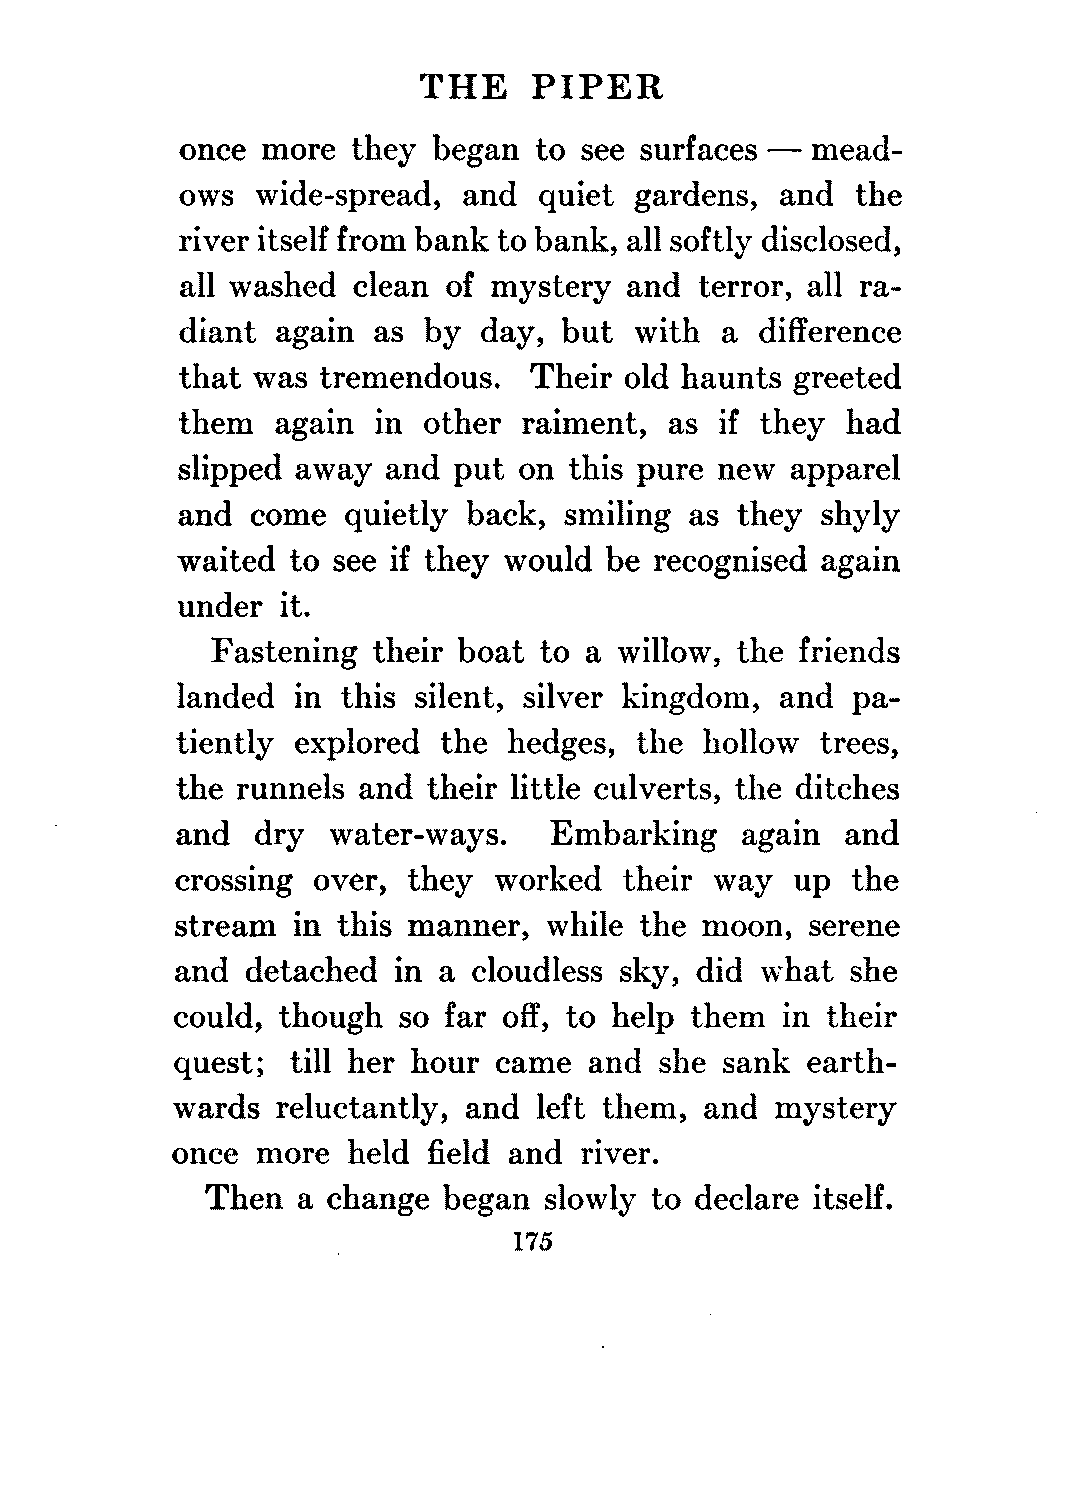 THE PIPER
once more they began to see surfaces — mead-
ows wide-spread, and quiet gardens, and the
river itself from bank to bank, all softly disclosed,
all washed clean of mystery and terror, all ra-
diant again as by day, but with a difference
that was tremendous. Their old haunts greeted
them again in other raiment, as if they had
slipped away and put on this pure new apparel
and come quietly back, smiling as they shyly
waited to see if they would be recognised again
under it.
Fastening their boat to a willow, the friends
landed in this silent, silver kingdom, and pa-
tiently explored the hedges, the hollow trees,
the runnels and their little culverts, the ditches
and dry water-ways. Embarking again and
crossing over, they worked their way up the
stream in this manner, while the moon, serene
and detached in a cloudless sky, did what she
could, though so far off, to help them in their
quest; till her hour came and she sank earth-
wards reluctantly, and left them, and mystery
once more held field and river.
Then a change began slowly to declare itself.
175